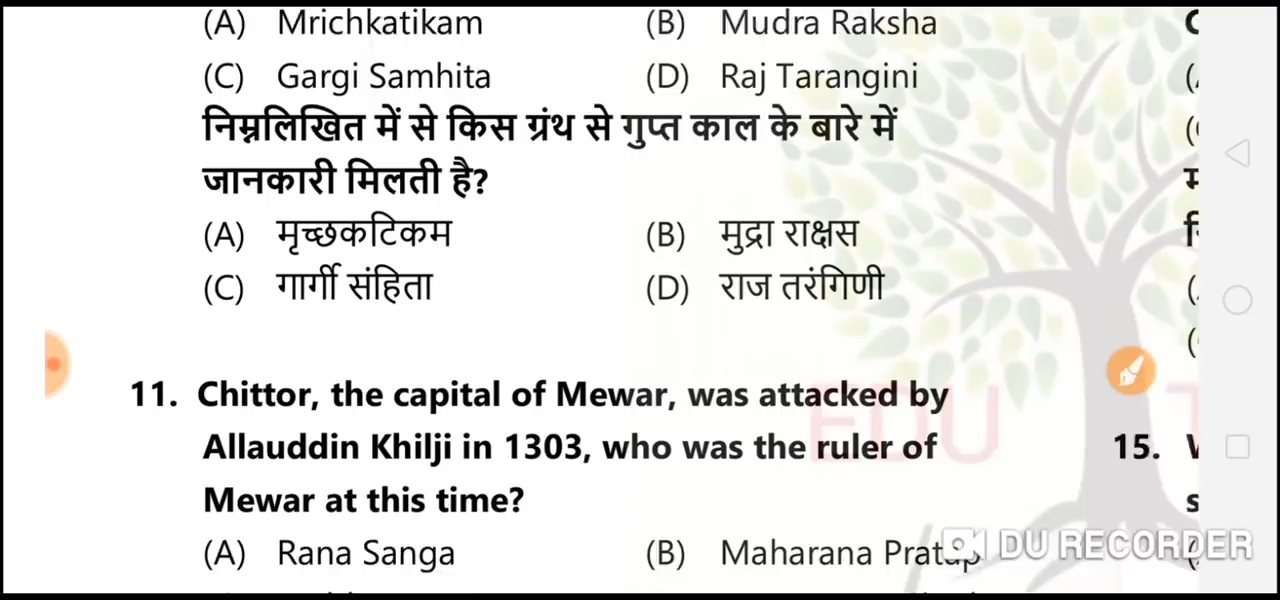 (A) Mrichkatikam (B) Mudra Raksha
(C) Gargi Samhita (D) Raj Tarangini
निम्नलिखित में से किस ग्रंथ से गुप्त काल के बारे में
जानकारी मिलती है?
(A) मृच्छकटिकम (B) मुद्रा राक्षस
(C) गार्गी संहिता (D) राज तरंगिणी
11. Chittor, the capital of Mewar, was attacked by
Allauddin Khilji in 1303, who was the ruler of
Mewar at this time?
(A) Rana Sanga (B) Maharana Pratap
15.
EDU
DU RECORDER